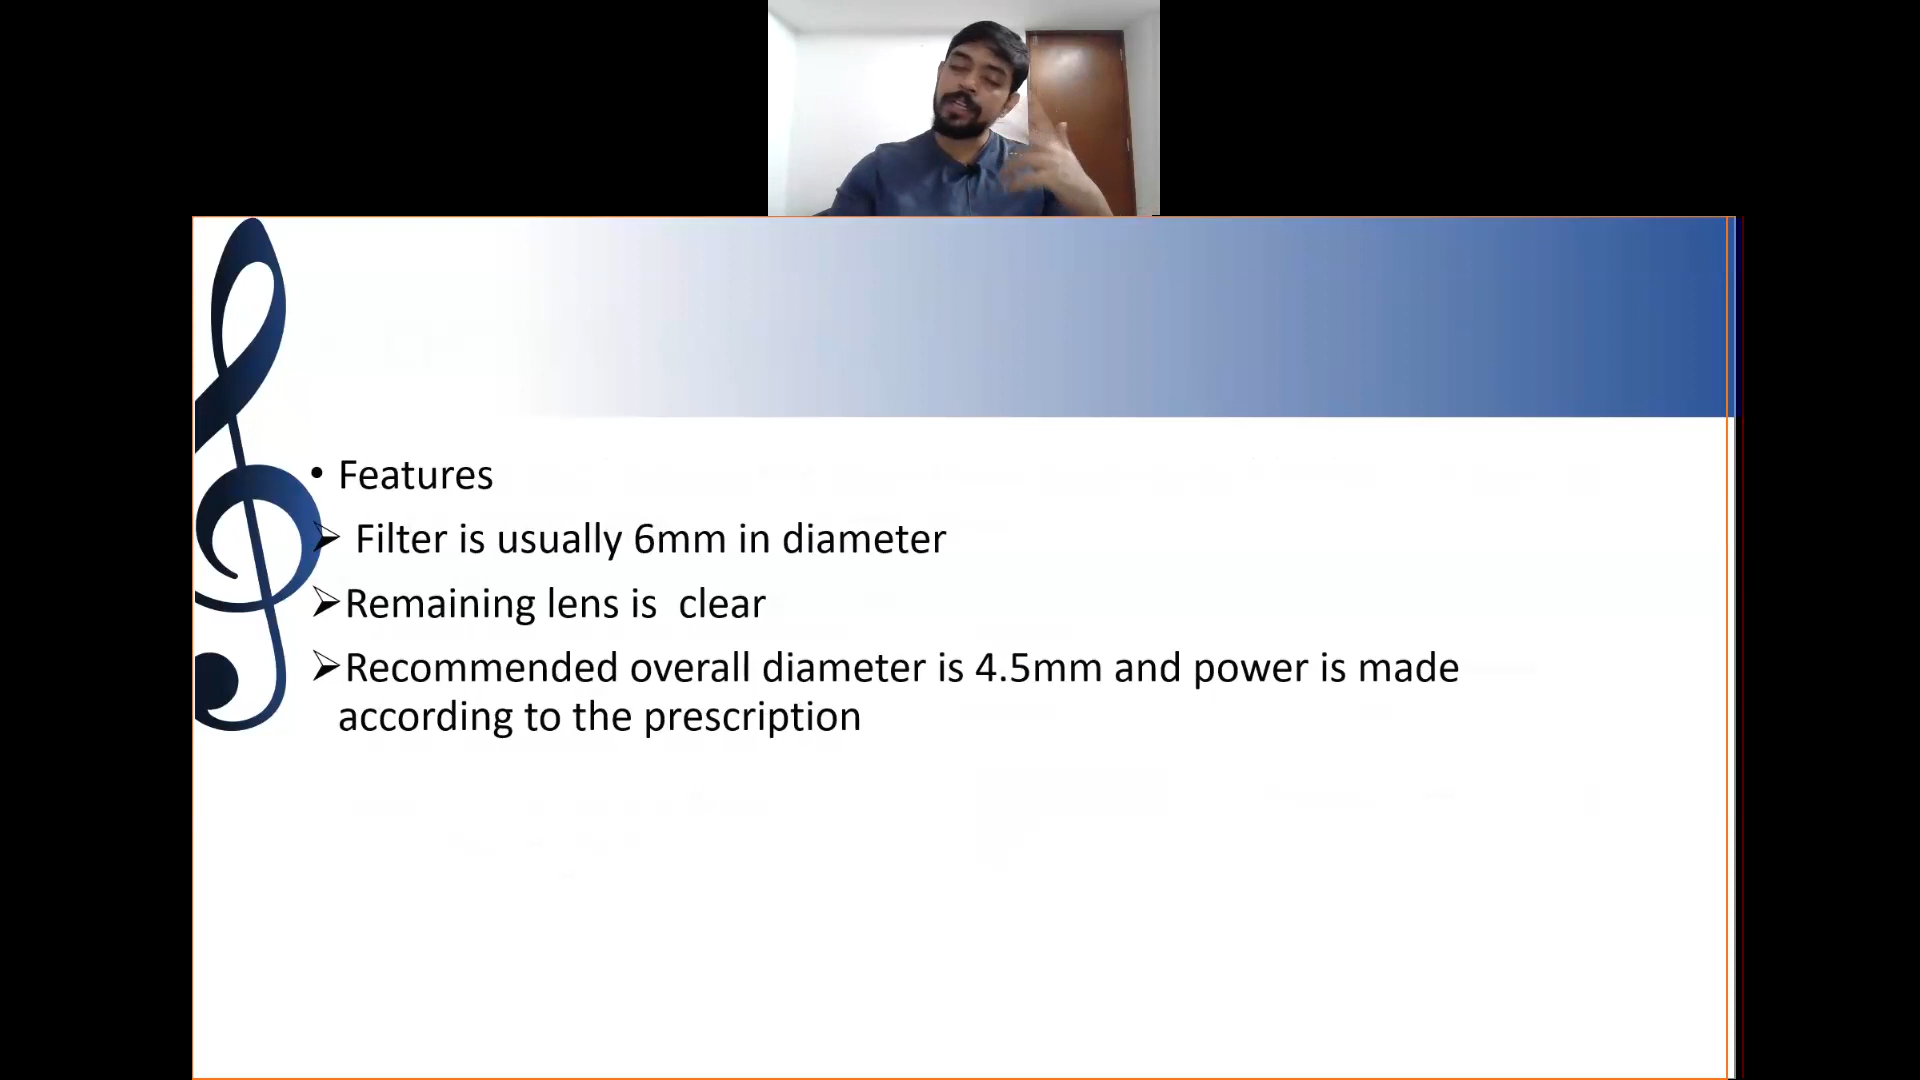 • Features
➢ Filter is usually 6mm in diameter
➢Remaining lens is  clear
➢Recommended overall diameter is 4.5mm and power is made
according to the prescription